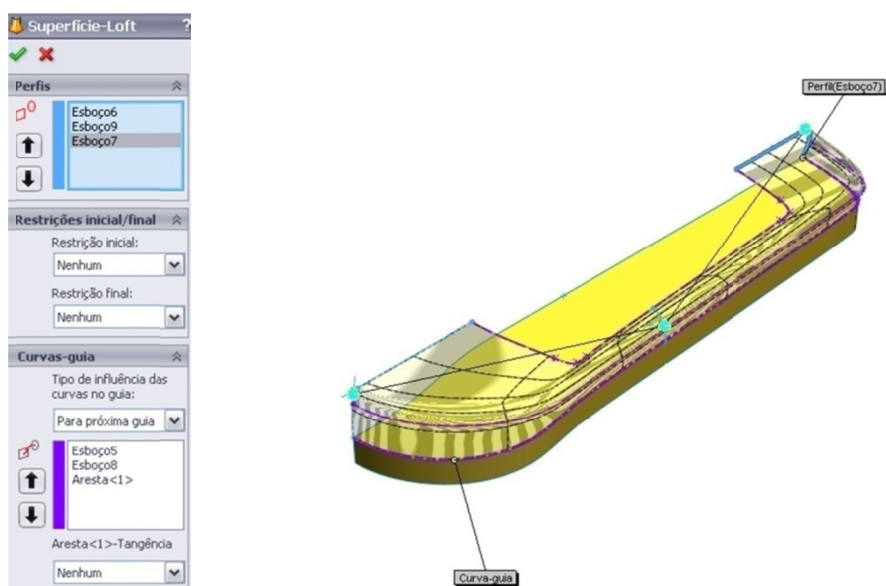 Superfície-Loft ?
Perfis
Esboço6
Esboço9
Esboço7
Restrições inicial/final
Restrição inicial:
Nenhum
Restrição final:
Nenhum
Curvas-guia
Tipo de influência das
curvas no guia:
Para próxima guia
Esboço5
Esboço8
Aresta<1>
Aresta<1>-Tangência
Nenhum
Perfil(Esboço7)
Curva-guia